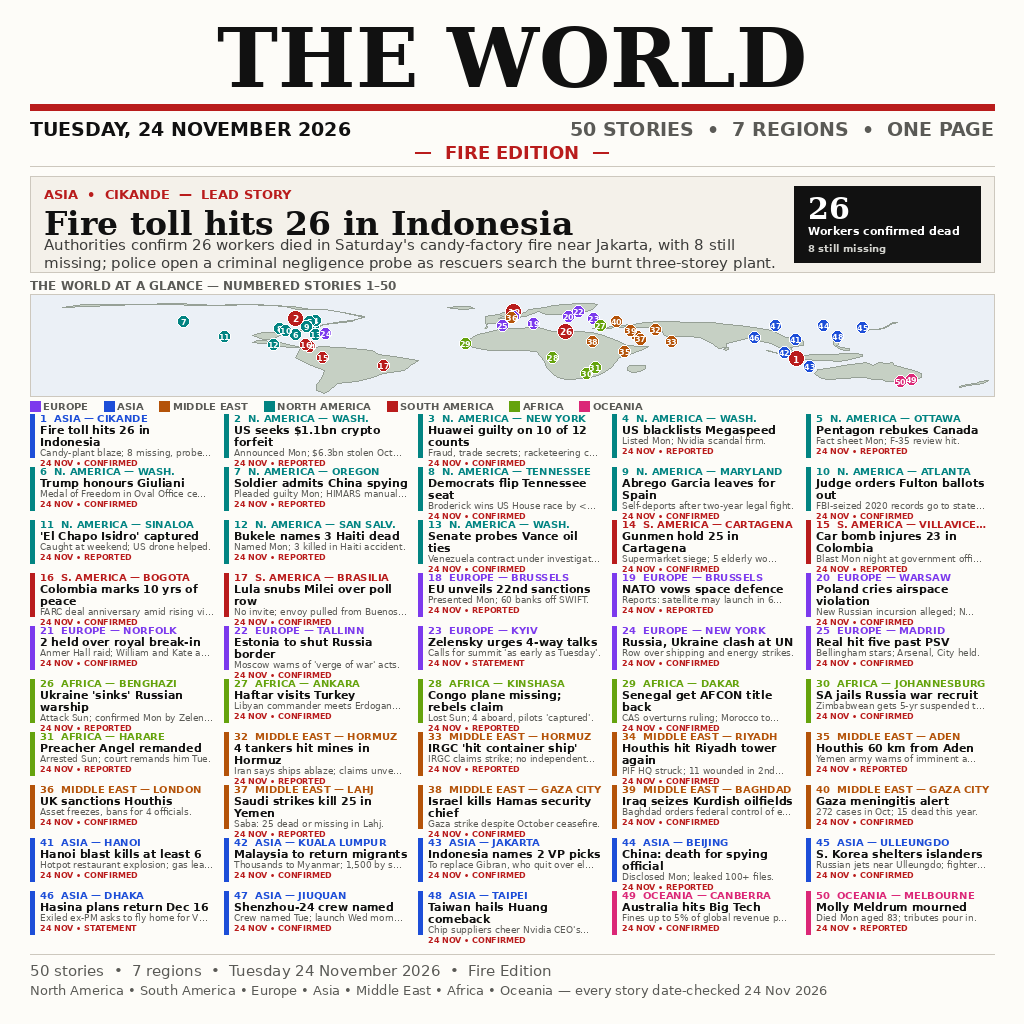 THE WORLD
TUESDAY, 24 NOVEMBER 2026
50 STORIES • 7 REGIONS • ONE PAGE
— FIRE EDITION —
ASIA • CIKANDE — LEAD STORY
Fire toll hits 26 in Indonesia
Authorities confirm 26 workers died in Saturday's candy-factory fire near Jakarta, with 8 still
missing; police open a criminal negligence probe as rescuers search the burnt three-storey plant.
26
Workers confirmed dead
8 still missing
THE WORLD AT A GLANCE — NUMBERED STORIES 1–50
EUROPE
ASIA
MIDDLE EAST
NORTH AMERICA
SOUTH AMERICA
AFRICA
OCEANIA
1 ASIA — CIKANDE
Fire toll hits 26 in
Indonesia
Candy-plant blaze; 8 missing, probe...
24 NOV • CONFIRMED
2 N. AMERICA — WASH.
US seeks $1.1bn crypto
forfeit
Announced Mon; $6.3bn stolen Oct...
24 NOV • REPORTED
3 N. AMERICA — NEW YORK
Huawei guilty on 10 of 12
counts
Fraud, trade secrets; racketeering c...
24 NOV • CONFIRMED
4 N. AMERICA — WASH.
US blacklists Megaspeed
Listed Mon; Nvidia scandal firm.
24 NOV • REPORTED
5 N. AMERICA — OTTAWA
Pentagon rebukes Canada
Fact sheet Mon; F-35 review hit.
24 NOV • REPORTED
6 N. AMERICA — WASH.
Trump honours Giuliani
Medal of Freedom in Oval Office ce...
24 NOV • CONFIRMED
7 N. AMERICA — OREGON
Soldier admits China spying
Pleaded guilty Mon; HIMARS manual...
24 NOV • REPORTED
8 N. AMERICA — TENNESSEE
Democrats flip Tennessee
seat
Broderick wins US House race by <...
24 NOV • CONFIRMED
9 N. AMERICA — MARYLAND
Abrego Garcia leaves for
Spain
Self-deports after two-year legal fight.
24 NOV • CONFIRMED
10 N. AMERICA — ATLANTA
Judge orders Fulton ballots
out
FBI-seized 2020 records go to state...
24 NOV • CONFIRMED
11 N. AMERICA — SINALOA
'El Chapo Isidro' captured
Caught at weekend; US drone helped.
24 NOV • REPORTED
12 N. AMERICA — SAN SALV.
Bukele names 3 Haiti dead
Named Mon; 3 killed in Haiti accident.
24 NOV • CONFIRMED
13 N. AMERICA — WASH.
Senate probes Vance oil
ties
Venezuela contract under investigat...
24 NOV • CONFIRMED
14 S. AMERICA — CARTAGENA
Gunmen hold 25 in
Cartagena
Supermarket siege; 5 elderly wo...
24 NOV • CONFIRMED
15 S. AMERICA — VILLAVICE...
Car bomb injures 23 in
Colombia
Blast Mon night at government offi...
24 NOV • REPORTED
16 S. AMERICA — BOGOTA
Colombia marks 10 yrs of
peace
FARC deal anniversary amid rising vi...
24 NOV • CONFIRMED
17 S. AMERICA — BRASILIA
Lula snubs Milei over poll
row
No invite; envoy pulled from Buenos...
24 NOV • CONFIRMED
18 EUROPE — BRUSSELS
EU unveils 22nd sanctions
Presented Mon; 60 banks off SWIFT.
24 NOV • REPORTED
19 EUROPE — BRUSSELS
NATO vows space defence
Reports: satellite may launch in 6...
24 NOV • REPORTED
20 EUROPE — WARSAW
Poland cries airspace
violation
New Russian incursion alleged; N...
24 NOV • CONFIRMED
21 EUROPE — NORFOLK
2 held over royal break-in
Anmer Hall raid; William and Kate a...
24 NOV • CONFIRMED
22 EUROPE — TALLINN
Estonia to shut Russia
border
Moscow warns of 'verge of war' acts.
24 NOV • CONFIRMED
23 EUROPE — KYIV
Zelensky urges 4-way talks
Calls for summit 'as early as Tuesday'.
24 NOV • STATEMENT
24 EUROPE — NEW YORK
Russia, Ukraine clash at UN
Row over shipping and energy strikes.
24 NOV • CONFIRMED
25 EUROPE — MADRID
Real hit five past PSV
Bellingham stars; Arsenal, City held.
24 NOV • CONFIRMED
26 AFRICA — BENGHAZI
Ukraine 'sinks' Russian
warship
Attack Sun; confirmed Mon by Zelen...
24 NOV • REPORTED
27 AFRICA — ANKARA
Haftar visits Turkey
Libyan commander meets Erdogan...
24 NOV • CONFIRMED
28 AFRICA — KINSHASA
Congo plane missing;
rebels claim
Lost Sun; 4 aboard, pilots 'captured'.
24 NOV • REPORTED
29 AFRICA — DAKAR
Senegal get AFCON title
back
CAS overturns ruling; Morocco to...
24 NOV • CONFIRMED
30 AFRICA — JOHANNESBURG
SA jails Russia war recruit
Zimbabwean gets 5-yr suspended t...
24 NOV • CONFIRMED
31 AFRICA — HARARE
Preacher Angel remanded
Arrested Sun; court remands him Tue.
24 NOV • CONFIRMED
32 MIDDLE EAST — HORMUZ
4 tankers hit mines in
Hormuz
Iran says ships ablaze; claims unve...
24 NOV • REPORTED
33 MIDDLE EAST — HORMUZ
IRGC 'hit container ship'
IRGC claims strike; no independent...
24 NOV • REPORTED
34 MIDDLE EAST — RIYADH
Houthis hit Riyadh tower
again
PIF HQ struck; 11 wounded in 2nd...
24 NOV • CONFIRMED
35 MIDDLE EAST — ADEN
Houthis 60 km from Aden
Yemen army warns of imminent a...
24 NOV • REPORTED
36 MIDDLE EAST — LONDON
UK sanctions Houthis
Asset freezes, bans for 4 officials.
24 NOV • CONFIRMED
37 MIDDLE EAST — LAHJ
Saudi strikes kill 25 in
Yemen
Saba: 25 dead or missing in Lahj.
24 NOV • REPORTED
38 MIDDLE EAST — GAZA CITY
Israel kills Hamas security
chief
Gaza strike despite October ceasefire.
24 NOV • CONFIRMED
39 MIDDLE EAST — BAGHDAD
Iraq seizes Kurdish oilfields
Baghdad orders federal control of e...
24 NOV • CONFIRMED
40 MIDDLE EAST — GAZA CITY
Gaza meningitis alert
272 cases in Oct; 15 dead this year.
24 NOV • CONFIRMED
41 ASIA — HANOI
Hanoi blast kills at least 6
Hotpot restaurant explosion; gas lea...
24 NOV • CONFIRMED
42 ASIA — KUALA LUMPUR
Malaysia to return migrants
Thousands to Myanmar; 1,500 by s...
24 NOV • CONFIRMED
43 ASIA — JAKARTA
Indonesia names 2 VP picks
To replace Gibran, who quit over el...
24 NOV • CONFIRMED
44 ASIA — BEIJING
China: death for spying
official
Disclosed Mon; leaked 100+ files.
24 NOV • REPORTED
45 ASIA — ULLEUNGDO
S. Korea shelters islanders
Russian jets near Ulleungdo; fighter...
24 NOV • CONFIRMED
46 ASIA — DHAKA
Hasina plans return Dec 16
Exiled ex-PM asks to fly home for V...
24 NOV • STATEMENT
47 ASIA — JIUQUAN
Shenzhou-24 crew named
Crew named Tue; launch Wed morn...
24 NOV • CONFIRMED
48 ASIA — TAIPEI
Taiwan hails Huang
comeback
Chip suppliers cheer Nvidia CEO's...
24 NOV • CONFIRMED
49 OCEANIA — CANBERRA
Australia hits Big Tech
Fines up to 5% of global revenue p...
24 NOV • CONFIRMED
50 OCEANIA — MELBOURNE
Molly Meldrum mourned
Died Mon aged 83; tributes pour in.
24 NOV • REPORTED
50 stories • 7 regions • Tuesday 24 November 2026 • Fire Edition
North America • South America • Europe • Asia • Middle East • Africa • Oceania — every story date-checked 24 Nov 2026